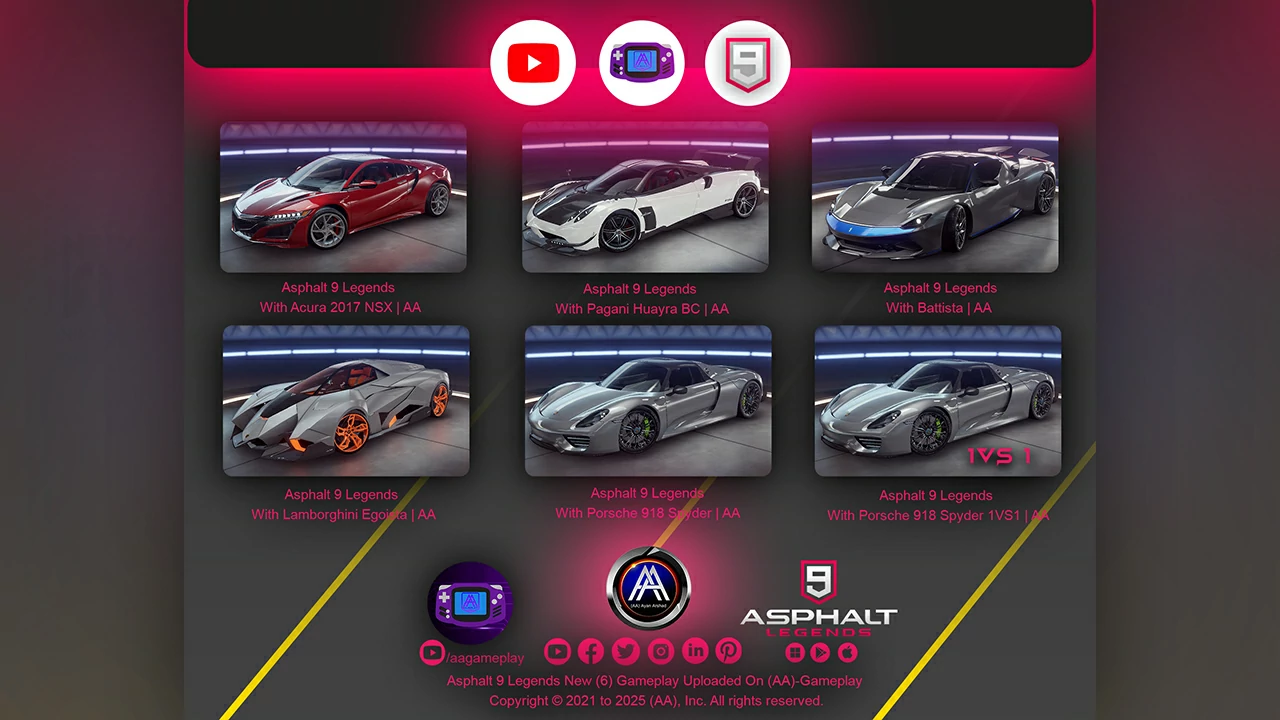 9
Asphalt 9 Legends
With Acura 2017 NSX | AA
Asphalt 9 Legends
With Pagani Huayra BC | AA
Asphalt 9 Legends
With Battista | AA
1VS 1
Asphalt 9 Legends
With Lamborghini Egoista | AA
Asphalt 9 Legends
With Porsche 918 Spyder | AA
Asphalt 9 Legends
With Porsche 918 Spyder 1VS1 | AA
AA
(AA) Ayan Arshad
9
ASPHALT
LEGENDS
/aagameplay
Asphalt 9 Legends New (6) Gameplay Uploaded On (AA)-Gameplay
Copyright © 2021 to 2025 (AA), Inc. All rights reserved.